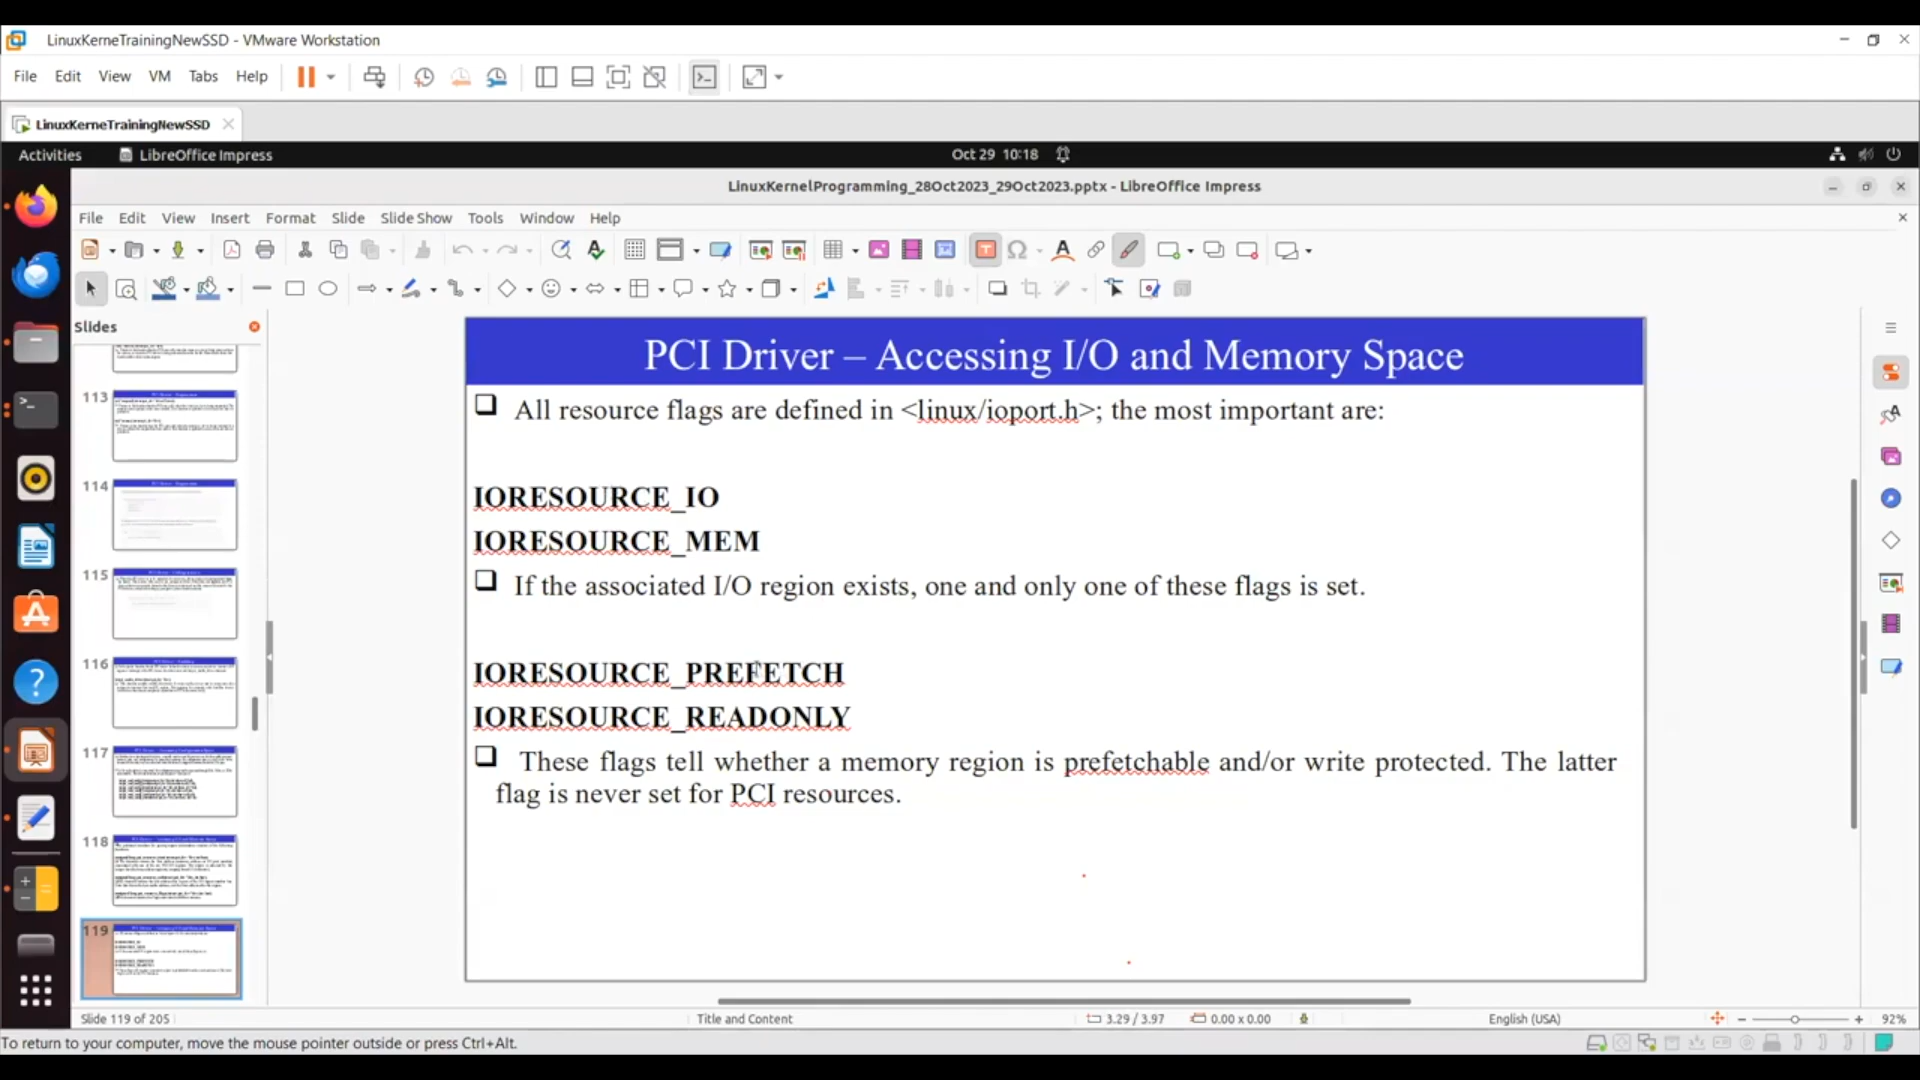 LinuxKerneTrainingNewSSD - VMware Workstation
File Edit View VM Tabs Help
LinuxKerneTrainingNewSSD
Activities LibreOffice Impress Oct 29 10:18
LinuxKernelProgramming_28Oct2023_29Oct2023.pptx - LibreOffice Impress
File Edit View Insert Format Slide Slide Show Tools Window Help
Slides
113
114
115
116
117
118
119
PCI Driver – Accessing I/O and Memory Space
All resource flags are defined in <linux/ioport.h>; the most important are:
IORESOURCE_IO
IORESOURCE_MEM
If the associated I/O region exists, one and only one of these flags is set.
IORESOURCE_PREFETCH
IORESOURCE_READONLY
These flags tell whether a memory region is prefetchable and/or write protected. The latter
flag is never set for PCI resources.
Slide 119 of 205 Title and Content 3.29 / 3.97 0.00 x 0.00 English (USA) 92%
To return to your computer, move the mouse pointer outside or press Ctrl+Alt.